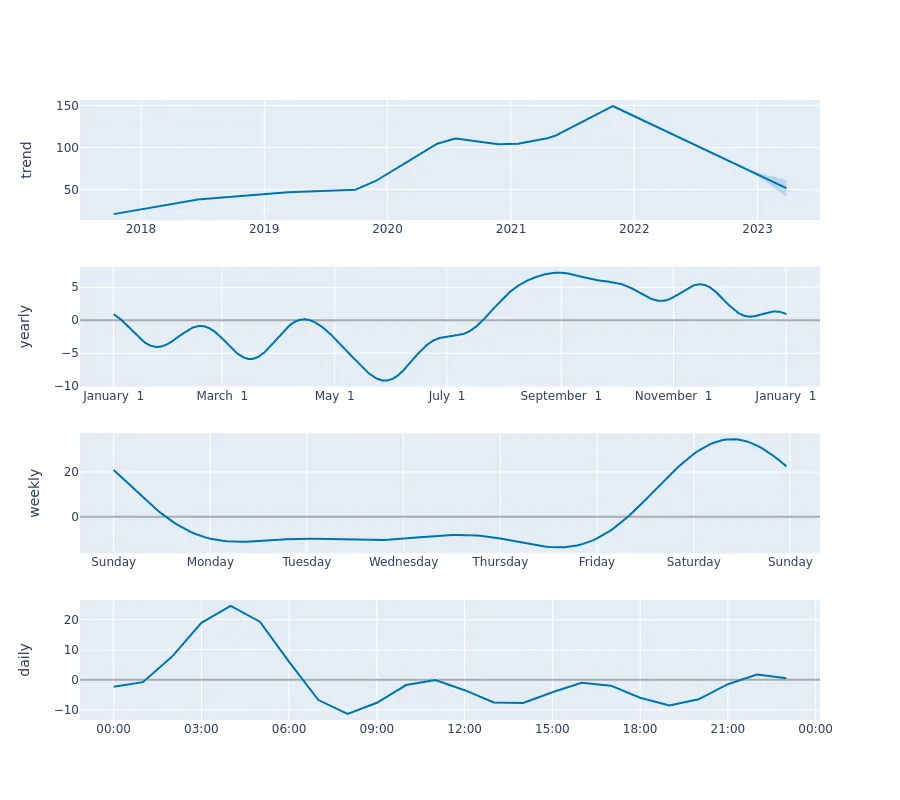 trend
150
100
50
2018 2019 2020 2021 2022 2023
yearly
5
0
−5
−10
January 1 March 1 May 1 July 1 September 1 November 1 January 1
weekly
20
0
Sunday Monday Tuesday Wednesday Thursday Friday Saturday Sunday
daily
20
10
0
−10
00:00 03:00 06:00 09:00 12:00 15:00 18:00 21:00 00:00